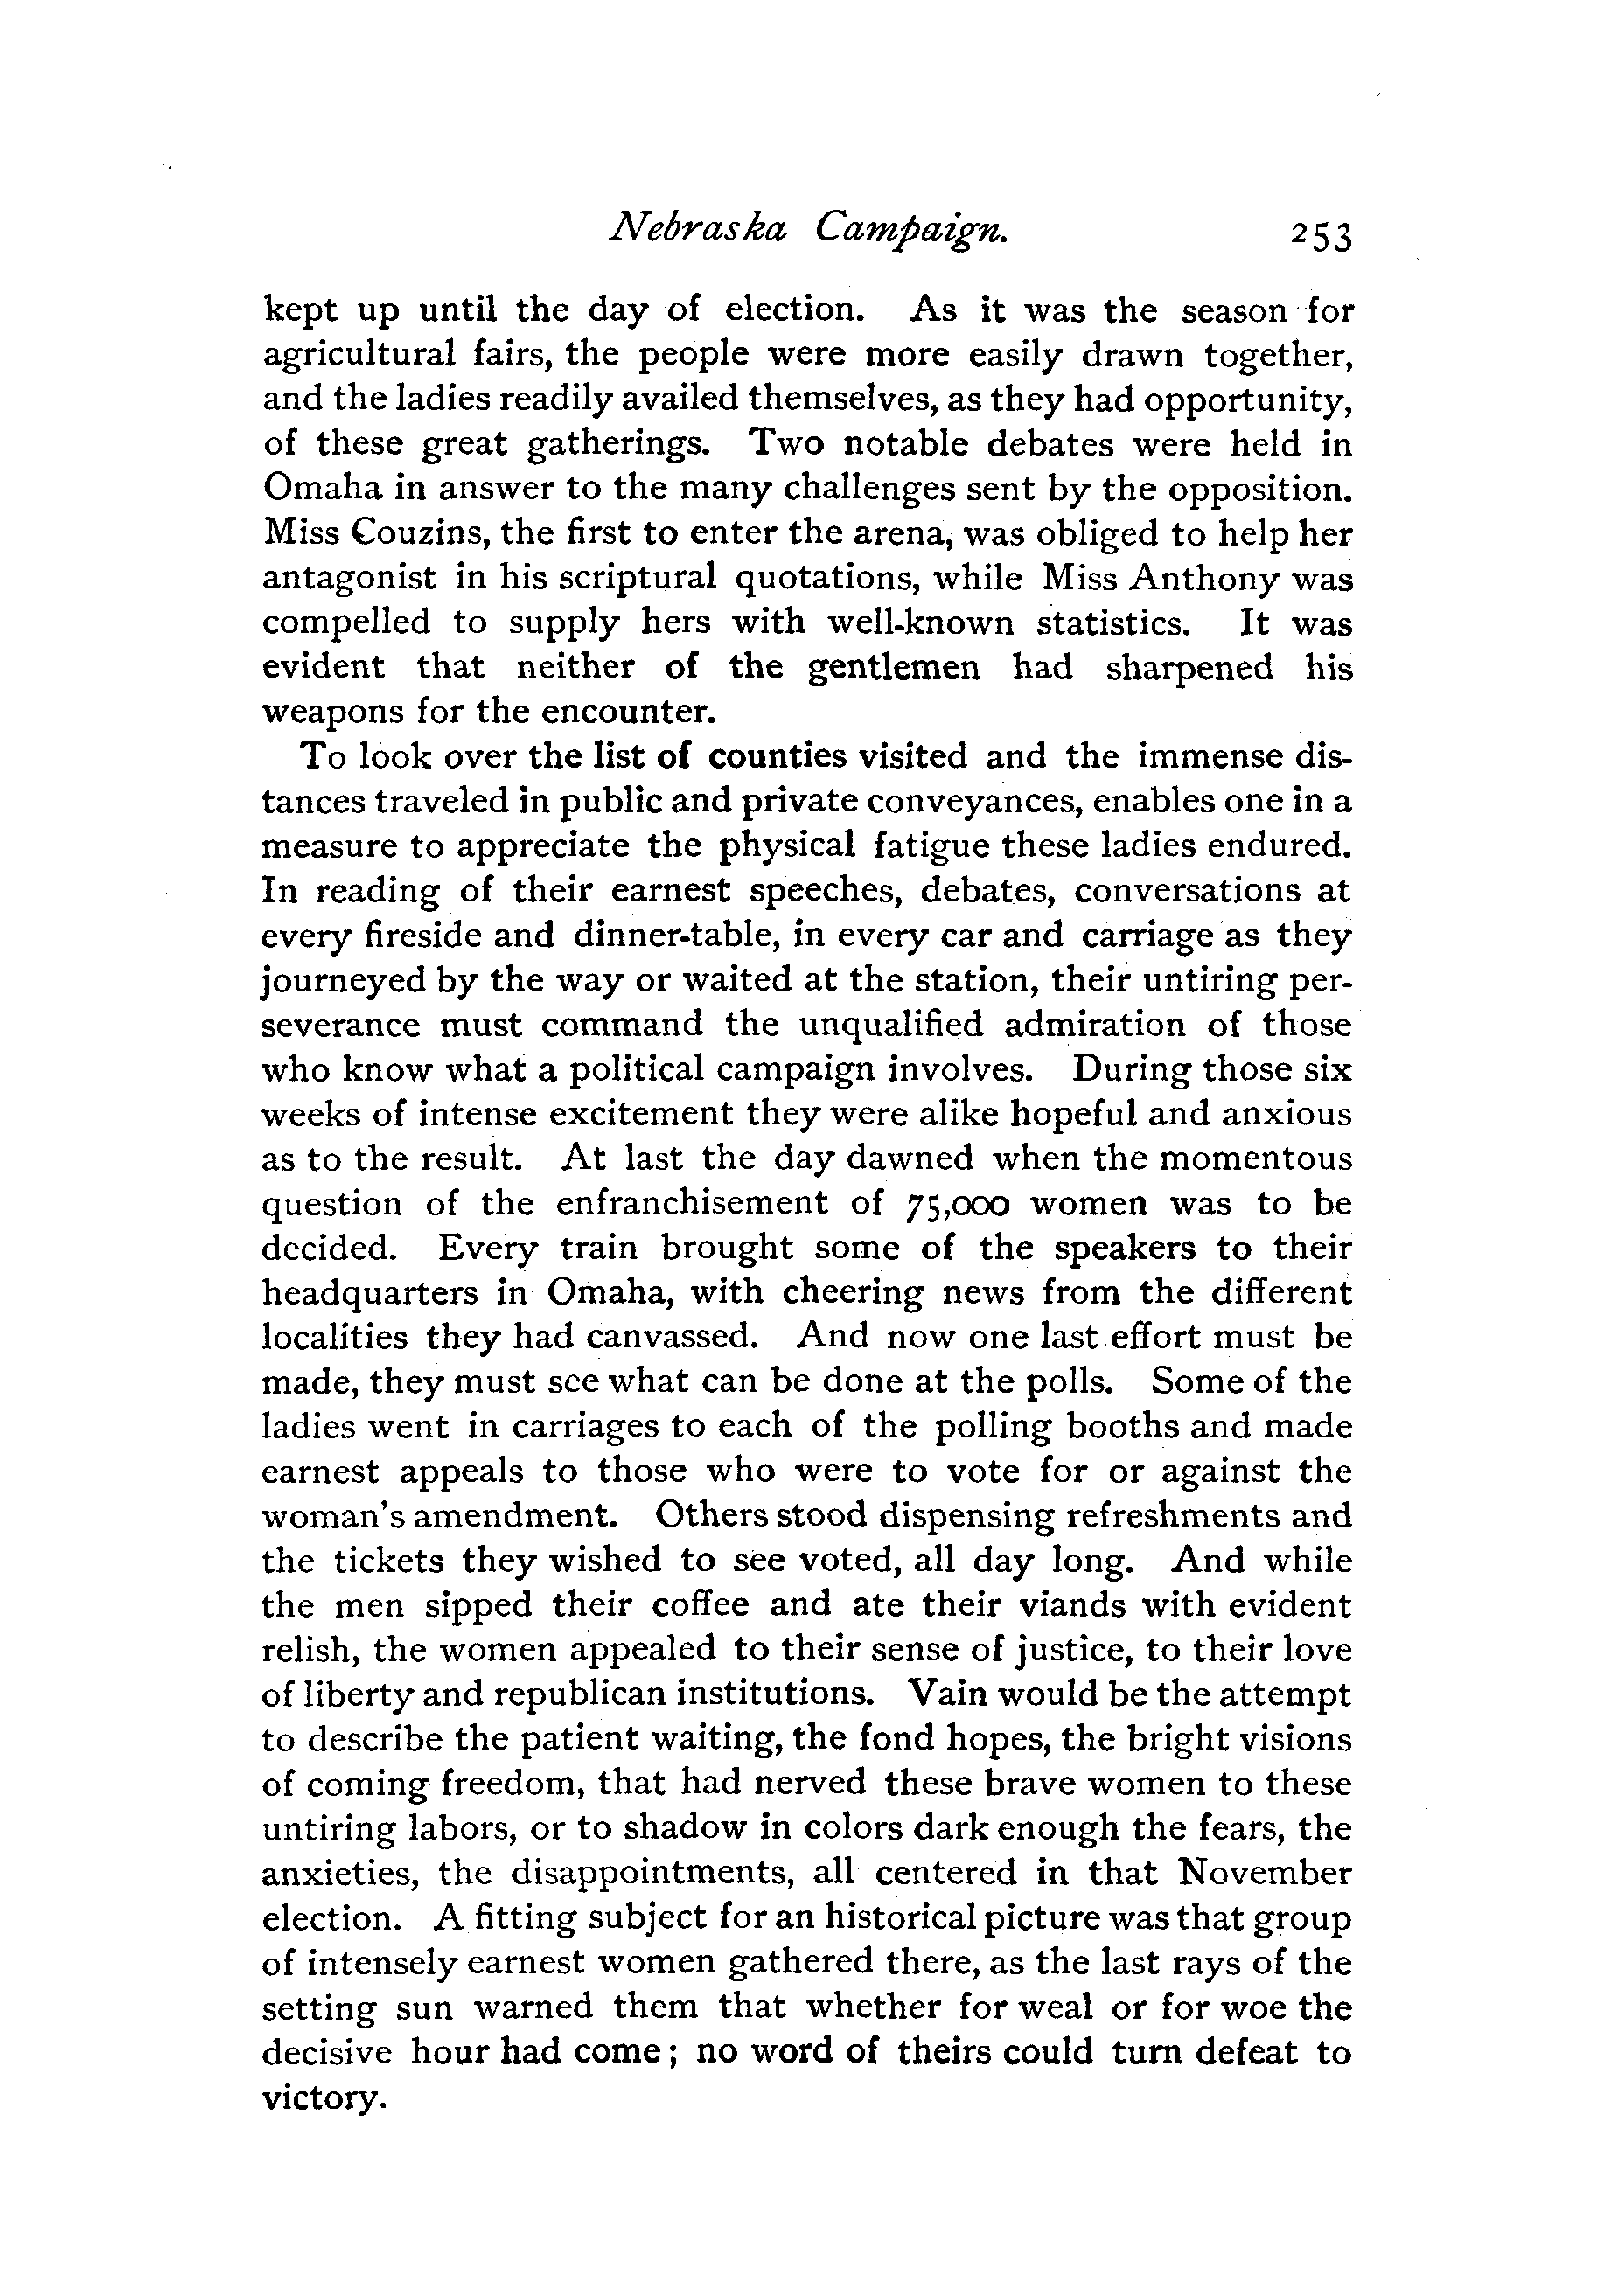 Nebraska Campaign. 253
kept up until the day of election. As it was the season for
agricultural fairs, the people were more easily drawn together,
and the ladies readily availed themselves, as they had opportunity,
of these great gatherings. Two notable debates were held in
Omaha in answer to the many challenges sent by the opposition.
Miss Couzins, the first to enter the arena, was obliged to help her
antagonist in his scriptural quotations, while Miss Anthony was
compelled to supply hers with well-known statistics. It was
evident that neither of the gentlemen had sharpened his
weapons for the encounter.
To look over the list of counties visited and the immense dis-
tances traveled in public and private conveyances, enables one in a
measure to appreciate the physical fatigue these ladies endured.
In reading of their earnest speeches, debates, conversations at
every fireside and dinner-table, in every car and carriage as they
journeyed by the way or waited at the station, their untiring per-
severance must command the unqualified admiration of those
who know what a political campaign involves. During those six
weeks of intense excitement they were alike hopeful and anxious
as to the result. At last the day dawned when the momentous
question of the enfranchisement of 75,000 women was to be
decided. Every train brought some of the speakers to their
headquarters in Omaha, with cheering news from the different
localities they had canvassed. And now one last effort must be
made, they must see what can be done at the polls. Some of the
ladies went in carriages to each of the polling booths and made
earnest appeals to those who were to vote for or against the
woman's amendment. Others stood dispensing refreshments and
the tickets they wished to see voted, all day long. And while
the men sipped their coffee and ate their viands with evident
relish, the women appealed to their sense of justice, to their love
of liberty and republican institutions. Vain would be the attempt
to describe the patient waiting, the fond hopes, the bright visions
of coming freedom, that had nerved these brave women to these
untiring labors, or to shadow in colors dark enough the fears, the
anxieties, the disappointments, all centered in that November
election. A fitting subject for an historical picture was that group
of intensely earnest women gathered there, as the last rays of the
setting sun warned them that whether for weal or for woe the
decisive hour had come; no word of theirs could turn defeat to
victory.